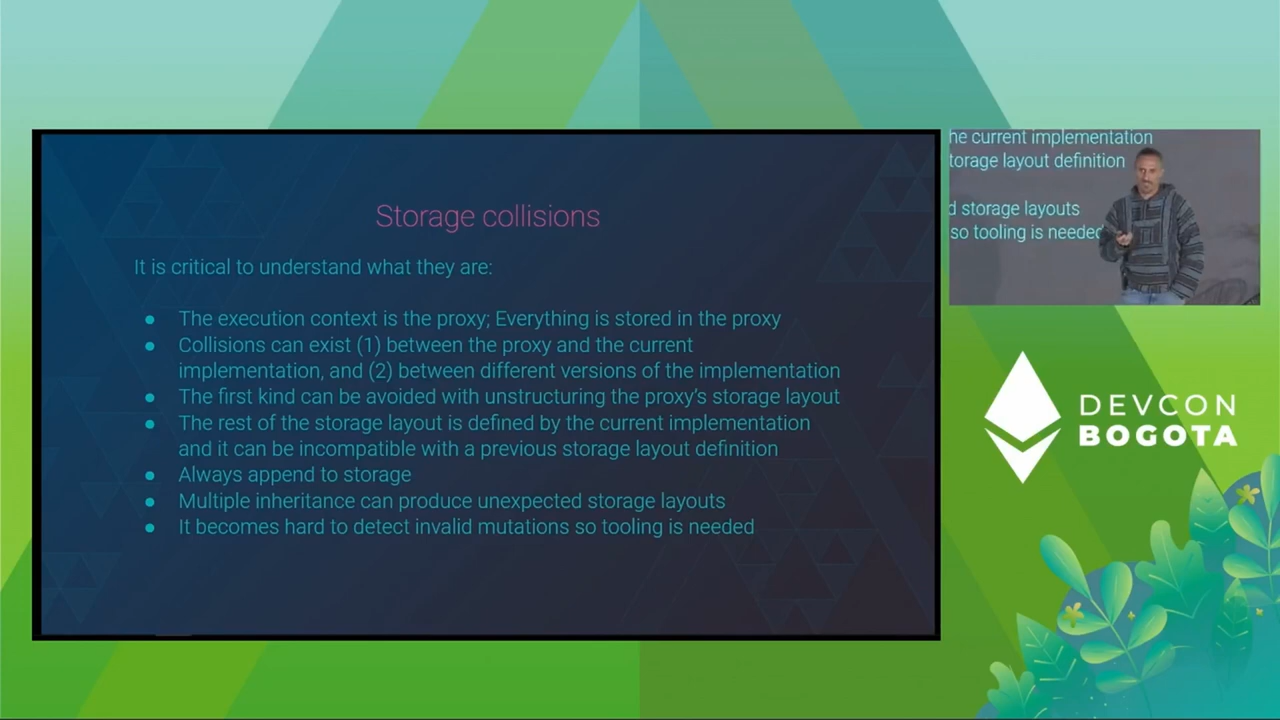 Storage collisions
It is critical to understand what they are:
● The execution context is the proxy; Everything is stored in the proxy
● Collisions can exist (1) between the proxy and the current
implementation, and (2) between different versions of the implementation
● The first kind can be avoided with unstructuring the proxy's storage layout
● The rest of the storage layout is defined by the current implementation
and it can be incompatible with a previous storage layout definition
● Always append to storage
● Multiple inheritance can produce unexpected storage layouts
● It becomes hard to detect invalid mutations so tooling is needed
he current implementation
torage layout definition
d storage layouts
so tooling is needed
DEVCON
BOGOTA